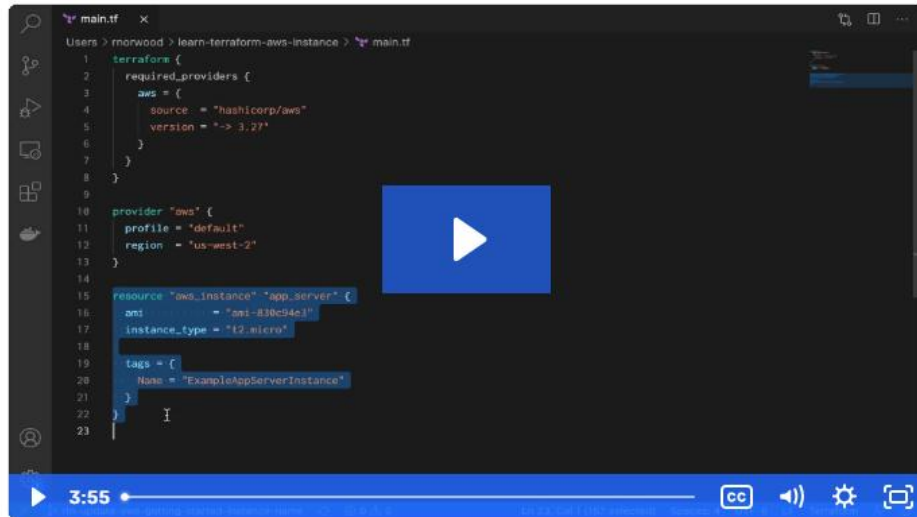 main.tf ×
Users > rnorwood > learn-terraform-aws-instance > main.tf
1 terraform {
2 required_providers {
3 aws = {
4 source = "hashicorp/aws"
5 version = "~> 3.27"
6 }
7 }
8 }
9
10 provider "aws" {
11 profile = "default"
12 region = "us-west-2"
13 }
14
15 resource "aws_instance" "app_server" {
16 ami = "ami-830c94e3"
17 instance_type = "t2.micro"
18
19 tags = {
20 Name = "ExampleAppServerInstance"
21 }
22 }
23
3:55
CC